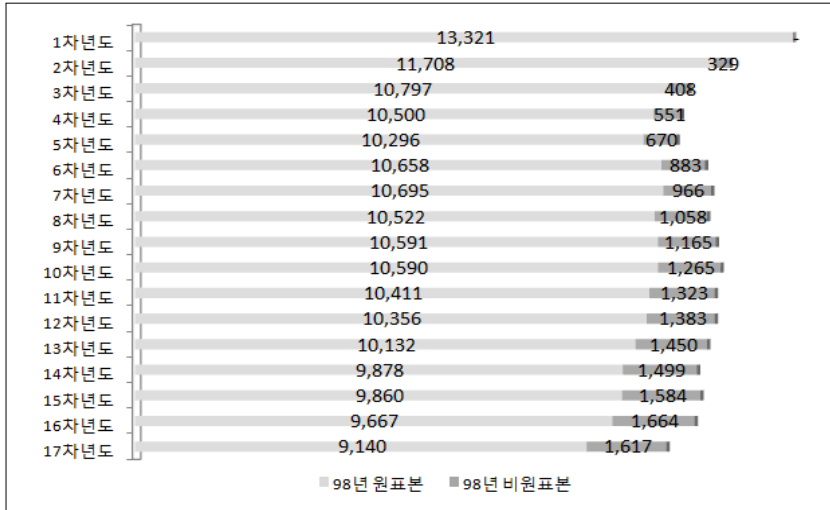 1차년도 13,321 -
2차년도 11,708 329
3차년도 10,797 408
4차년도 10,500 551
5차년도 10,296 670
6차년도 10,658 883
7차년도 10,695 966
8차년도 10,522 1,058
9차년도 10,591 1,165
10차년도 10,590 1,265
11차년도 10,411 1,323
12차년도 10,356 1,383
13차년도 10,132 1,450
14차년도 9,878 1,499
15차년도 9,860 1,584
16차년도 9,667 1,664
17차년도 9,140 1,617
98년 원표본 98년 비원표본